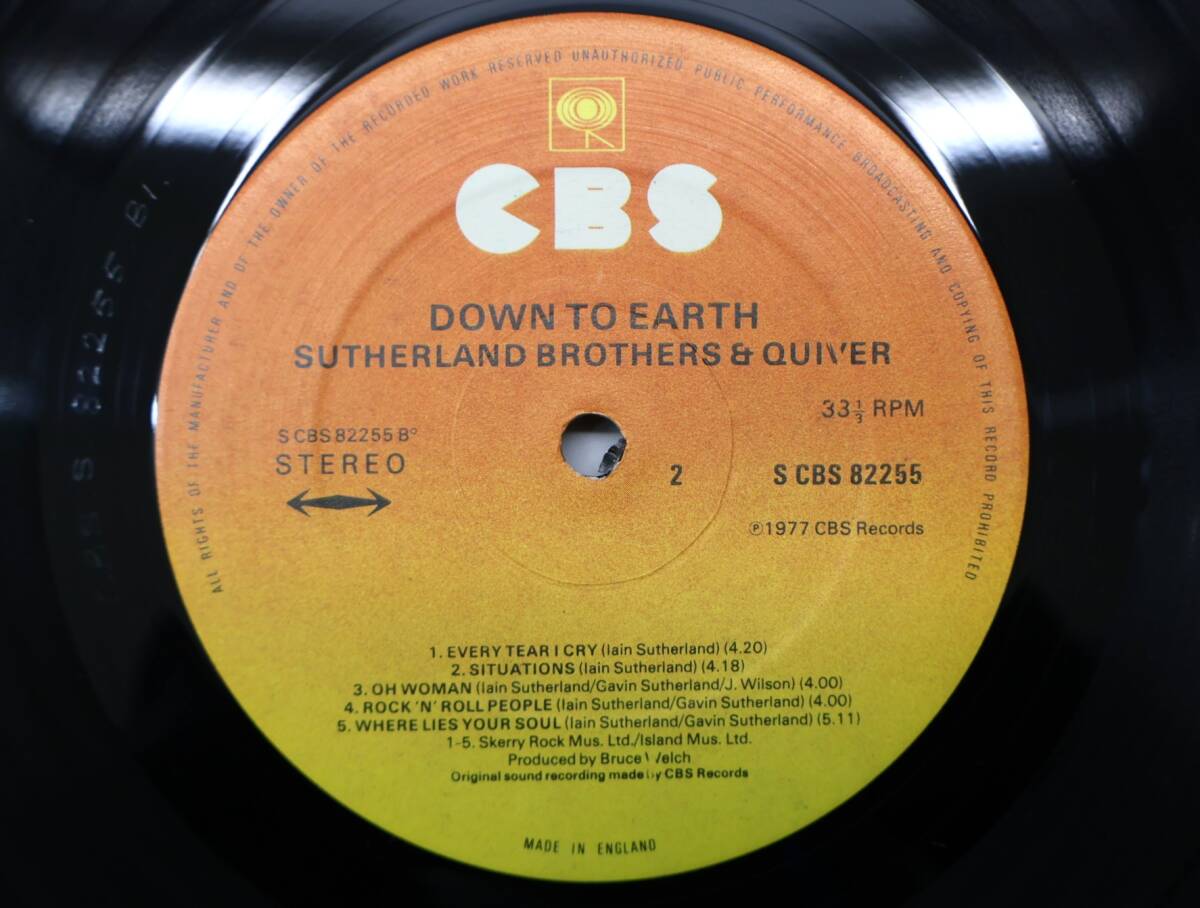 ALL RIGHTS OF THE MANUFACTURER AND OF THE OWNER OF THE RECORDED WORK RESERVED UNAUTHORIZED PUBLIC PERFORMANCE BROADCASTING AND COPYING OF THIS RECORD PROHIBITED
CBS
DOWN TO EARTH
SUTHERLAND BROTHERS & QUIVER
33⅓ RPM
S CBS 82255 B°
STEREO
2
S CBS 82255
℗1977 CBS Records
1. EVERY TEAR I CRY (Iain Sutherland) (4.20)
2. SITUATIONS (Iain Sutherland) (4.18)
3. OH WOMAN (Iain Sutherland/Gavin Sutherland/J. Wilson) (4.00)
4. ROCK 'N' ROLL PEOPLE (Iain Sutherland/Gavin Sutherland) (4.00)
5. WHERE LIES YOUR SOUL (Iain Sutherland/Gavin Sutherland) (5.11)
1-5. Skerry Rock Mus. Ltd./Island Mus. Ltd.
Produced by Bruce Welch
Original sound recording made by CBS Records
MADE IN ENGLAND
CBS S 82255 B1.